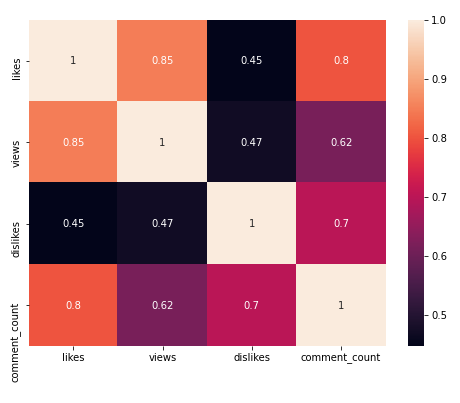 likes 1 0.85 0.45 0.8
views 0.85 1 0.47 0.62
dislikes 0.45 0.47 1 0.7
comment_count 0.8 0.62 0.7 1
likes views dislikes comment_count
1.0
0.9
0.8
0.7
0.6
0.5